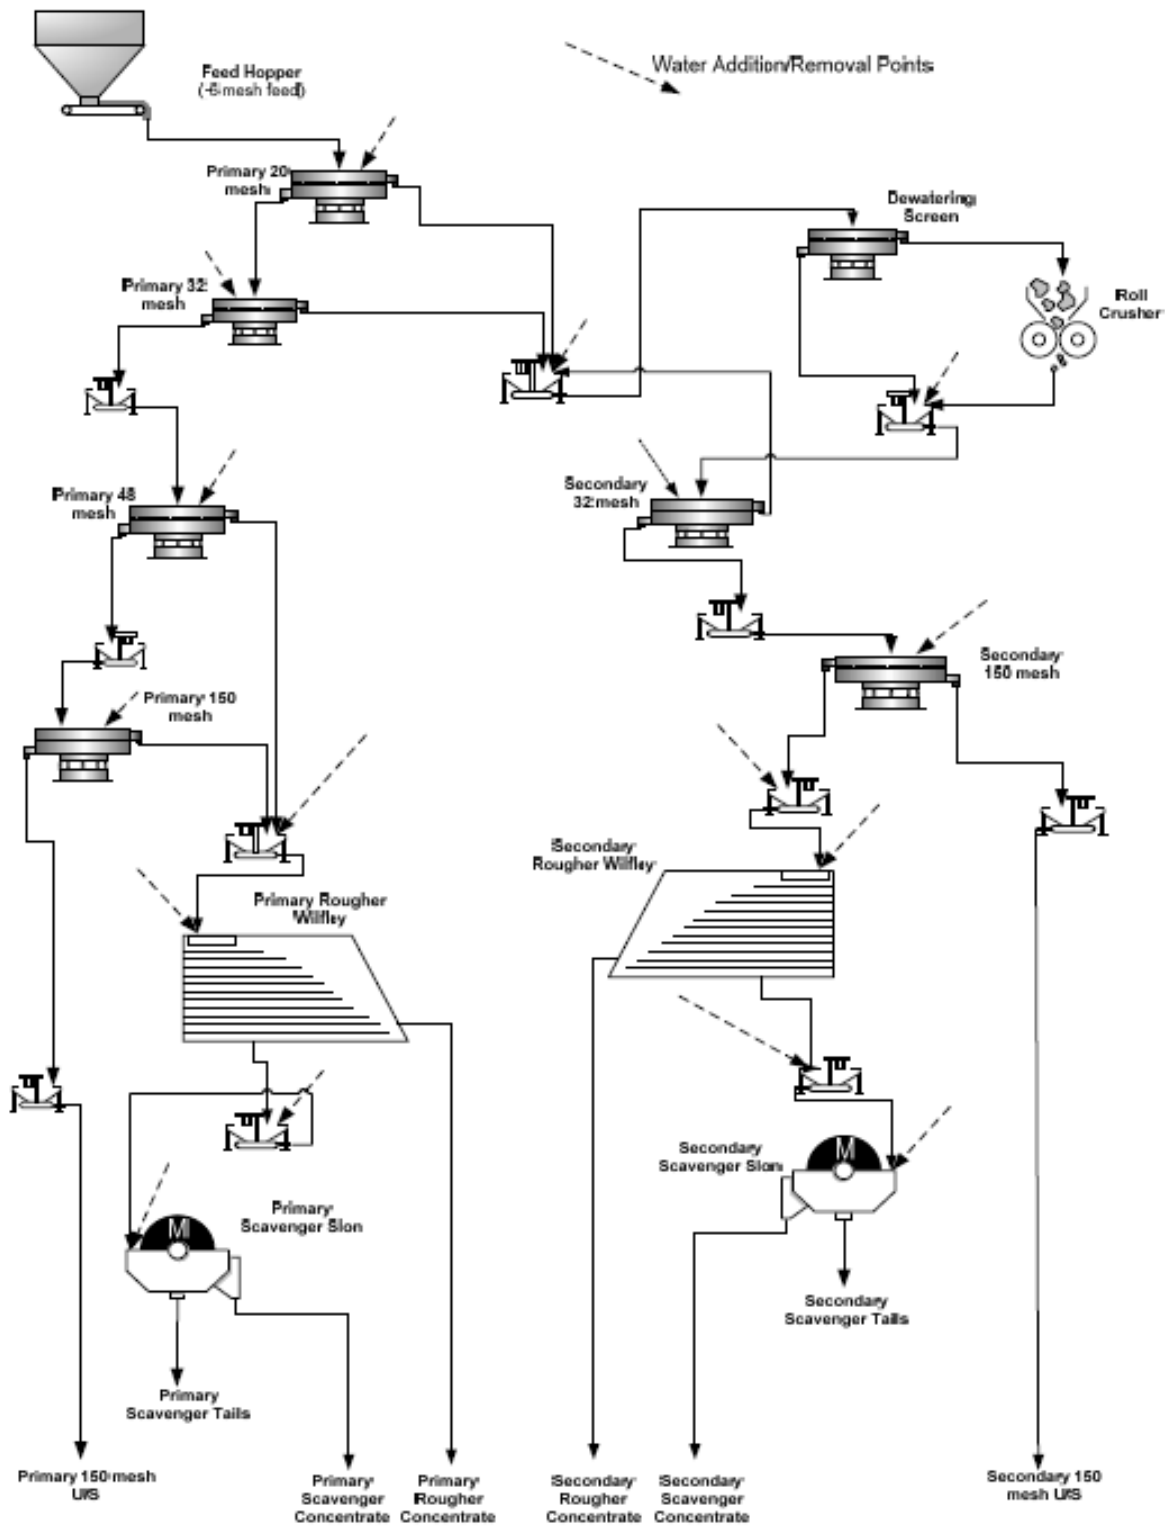 Feed Hopper
(-6 mesh feed)
Water Addition/Removal Points
Primary 20
mesh
Dewatering
Screen
Primary 32
mesh
Roll
Crusher
Primary 48
mesh
Secondary
32 mesh
Secondary
150 mesh
Primary 150
mesh
Secondary
Rougher Wilfley
Primary Rougher
Wilfley
M
Secondary
Scavenger Slon
Primary
Scavenger Slon
M
Secondary
Scavenger Tails
Primary
Scavenger Tails
Primary 150 mesh
U/S
Primary
Scavenger
Concentrate
Primary
Rougher
Concentrate
Secondary
Rougher
Concentrate
Secondary
Scavenger
Concentrate
Secondary 150
mesh U/S